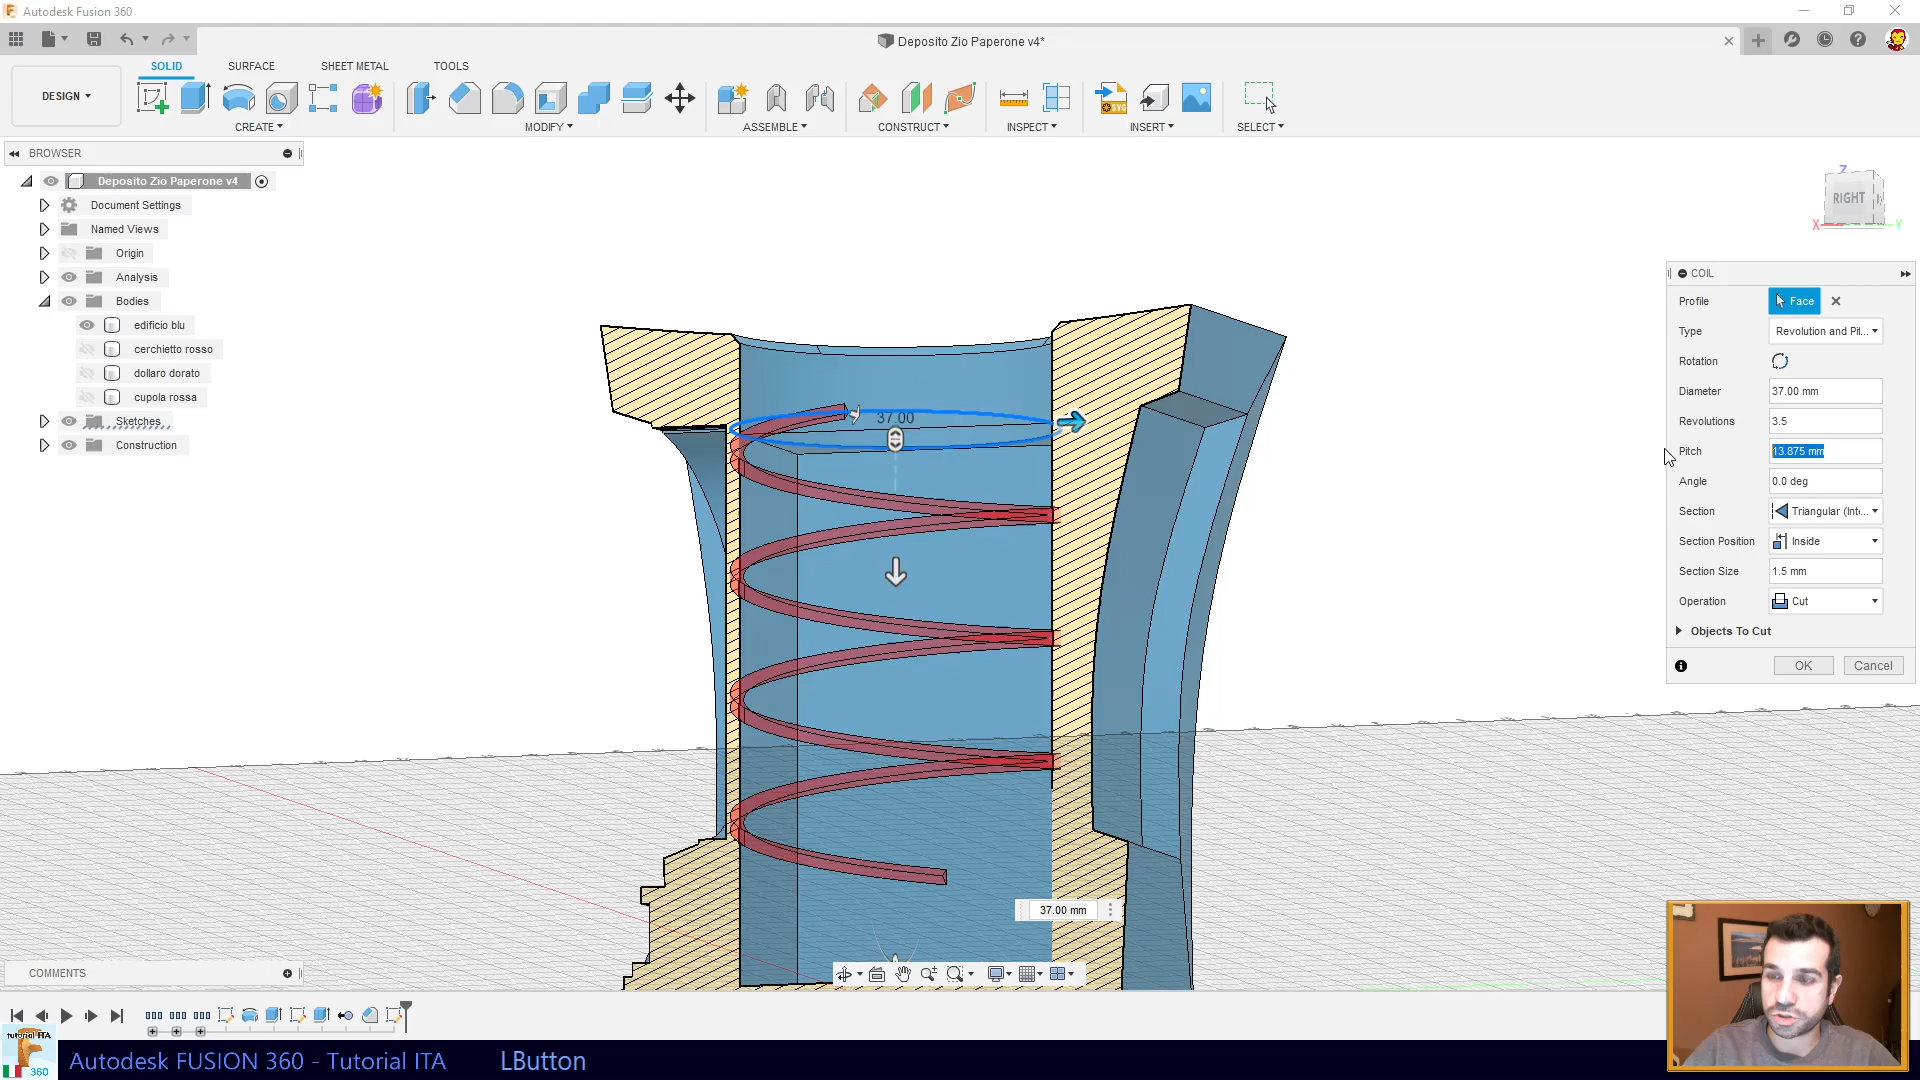 Autodesk Fusion 360
Deposito Zio Paperone v4*
SOLID
SURFACE
SHEET METAL
TOOLS
DESIGN
CREATE
MODIFY
ASSEMBLE
CONSTRUCT
INSPECT
INSERT
SELECT
SVG
BROWSER
Deposito Zio Paperone v4
Document Settings
Named Views
Origin
Analysis
Bodies
edificio blu
cerchietto rosso
dollaro dorato
cupola rossa
Sketches
Construction
37.00
Z
RIGHT
X
Y
COIL
Profile
Face
Type
Revolution and Pit...
Rotation
Diameter
37.00 mm
Revolutions
3.5
Pitch
13.875 mm
Angle
0.0 deg
Section
Triangular (Int...
Section Position
Inside
Section Size
1.5 mm
Operation
Cut
Objects To Cut
OK
Cancel
37.00 mm
COMMENTS
tutorial ITA
360
Autodesk FUSION 360 - Tutorial ITA
LButton